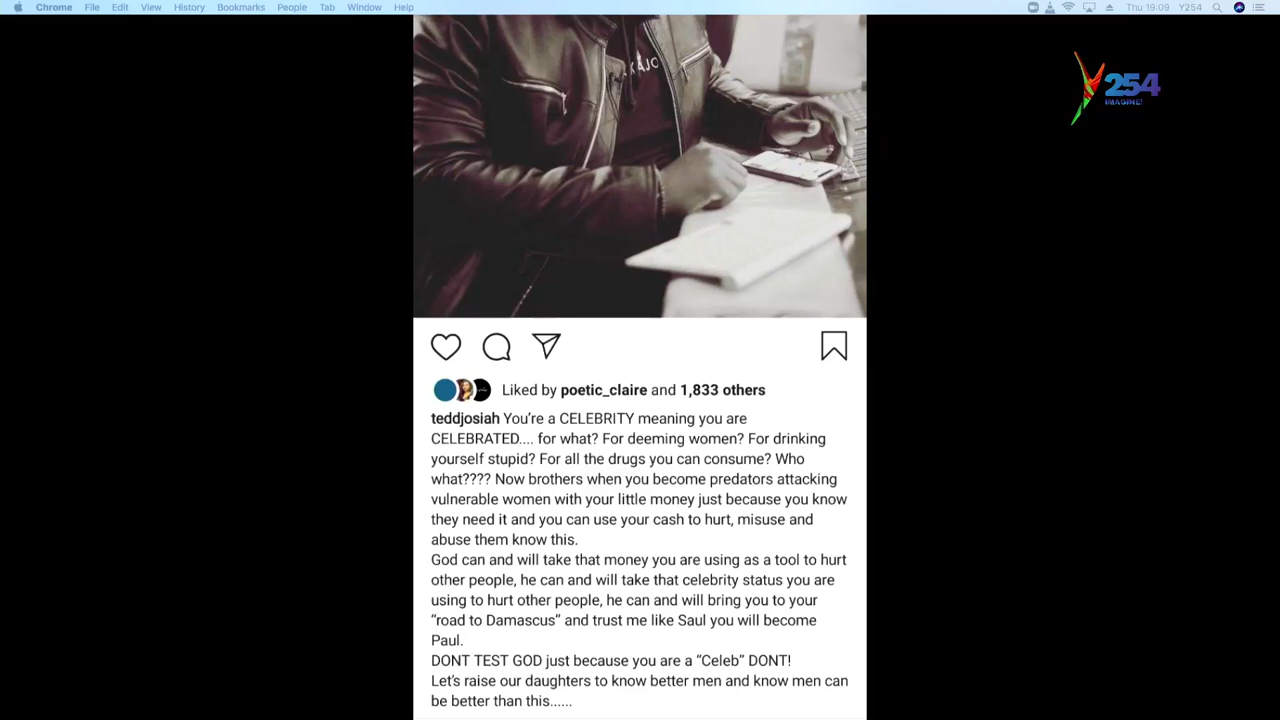 Chrome File Edit View History Bookmarks People Tab Window Help Thu 19:09 Y254
254
IMAGINE!
Liked by poetic_claire and 1,833 others
teddjosiah You're a CELEBRITY meaning you are
CELEBRATED.... for what? For deeming women? For drinking
yourself stupid? For all the drugs you can consume? Who
what???? Now brothers when you become predators attacking
vulnerable women with your little money just because you know
they need it and you can use your cash to hurt, misuse and
abuse them know this.
God can and will take that money you are using as a tool to hurt
other people, he can and will take that celebrity status you are
using to hurt other people, he can and will bring you to your
“road to Damascus” and trust me like Saul you will become
Paul.
DONT TEST GOD just because you are a “Celeb” DONT!
Let's raise our daughters to know better men and know men can
be better than this......